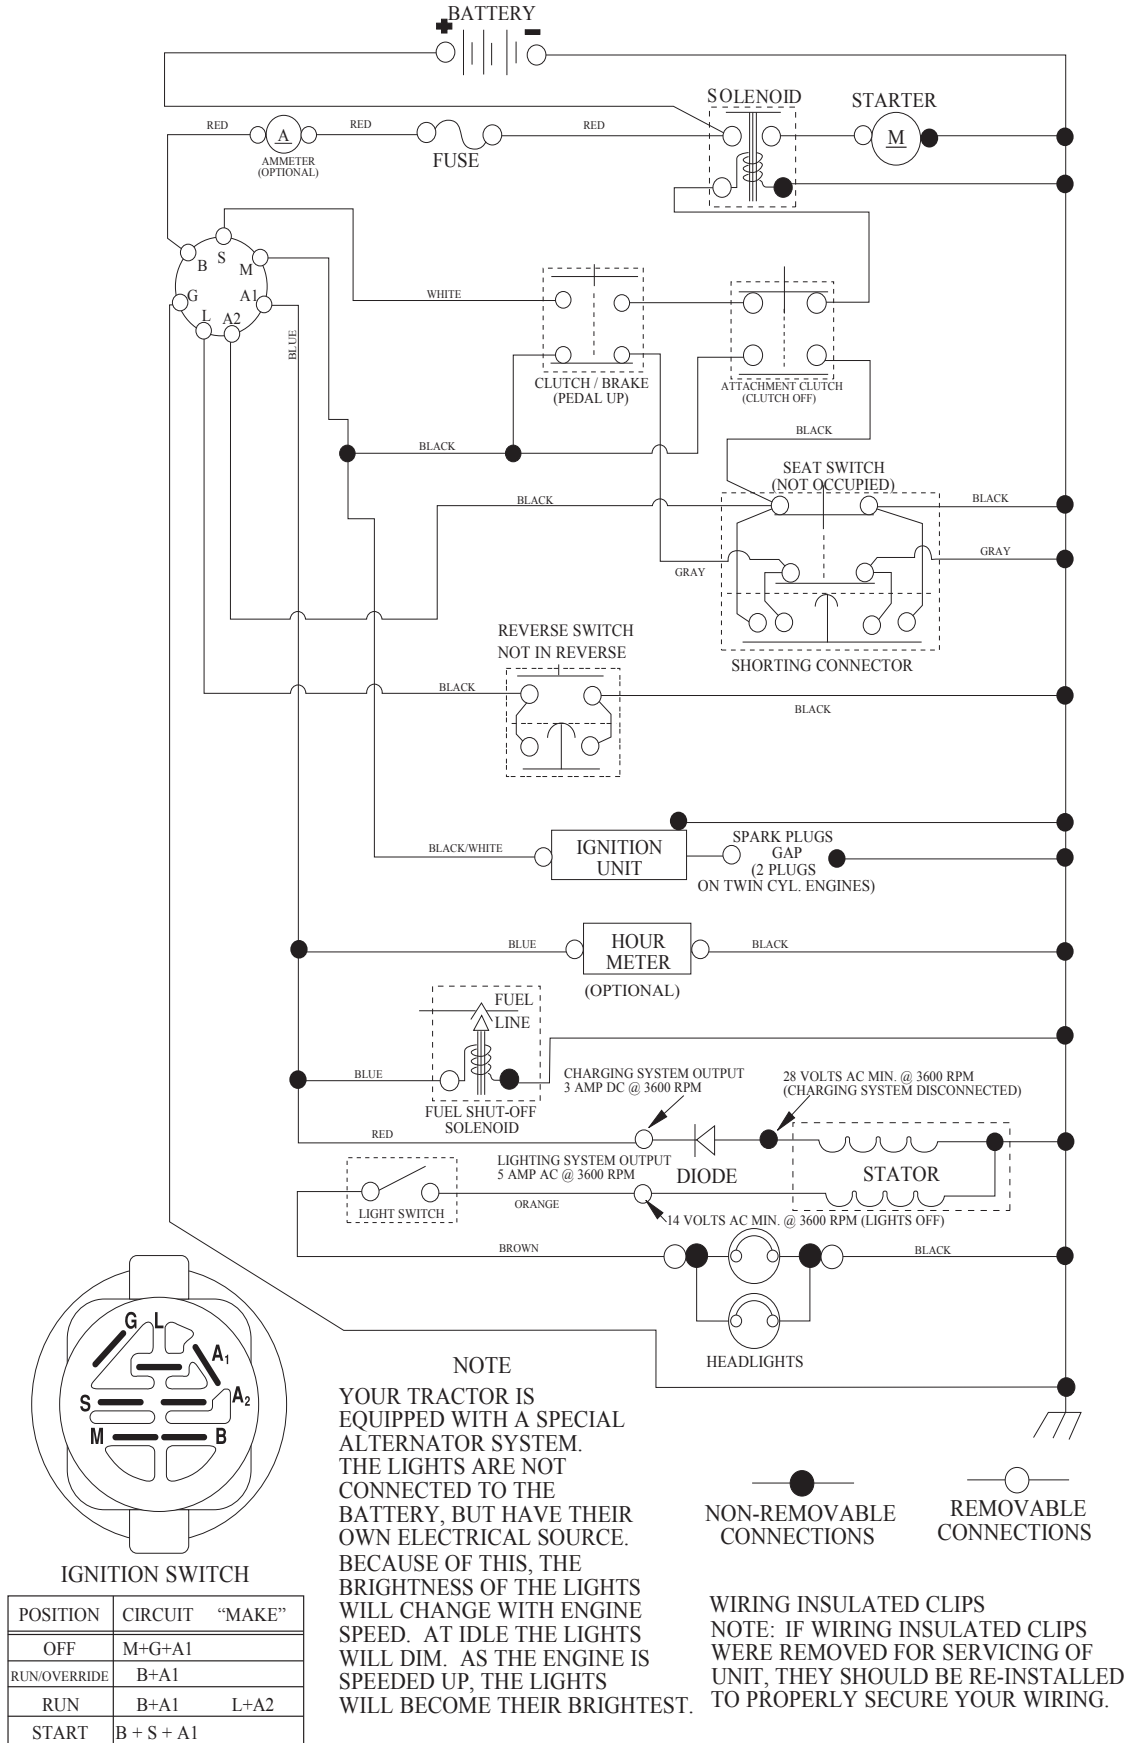 BATTERY
+ -
SOLENOID
STARTER
RED
A
RED
FUSE
RED
M
AMMETER
(OPTIONAL)
B
S
M
G
A1
L
A2
WHITE
BLUE
CLUTCH / BRAKE
(PEDAL UP)
ATTACHMENT CLUTCH
(CLUTCH OFF)
BLACK
BLACK
SEAT SWITCH
(NOT OCCUPIED)
BLACK
BLACK
GRAY
GRAY
SHORTING CONNECTOR
REVERSE SWITCH
NOT IN REVERSE
BLACK
BLACK
BLACK/WHITE
IGNITION
UNIT
SPARK PLUGS
GAP
(2 PLUGS
ON TWIN CYL. ENGINES)
BLUE
HOUR
METER
BLACK
(OPTIONAL)
FUEL
LINE
BLUE
FUEL SHUT-OFF
SOLENOID
CHARGING SYSTEM OUTPUT
3 AMP DC @ 3600 RPM
28 VOLTS AC MIN. @ 3600 RPM
(CHARGING SYSTEM DISCONNECTED)
RED
DIODE
STATOR
LIGHTING SYSTEM OUTPUT
5 AMP AC @ 3600 RPM
LIGHT SWITCH
ORANGE
14 VOLTS AC MIN. @ 3600 RPM (LIGHTS OFF)
BROWN
BLACK
HEADLIGHTS
G
L
A1
S
A2
M
B
IGNITION SWITCH
POSITION CIRCUIT “MAKE”
OFF M+G+A1
RUN/OVERRIDE B+A1
RUN B+A1 L+A2
START B + S + A1
NOTE
YOUR TRACTOR IS
EQUIPPED WITH A SPECIAL
ALTERNATOR SYSTEM.
THE LIGHTS ARE NOT
CONNECTED TO THE
BATTERY, BUT HAVE THEIR
OWN ELECTRICAL SOURCE.
BECAUSE OF THIS, THE
BRIGHTNESS OF THE LIGHTS
WILL CHANGE WITH ENGINE
SPEED. AT IDLE THE LIGHTS
WILL DIM. AS THE ENGINE IS
SPEEDED UP, THE LIGHTS
WILL BECOME THEIR BRIGHTEST.
NON-REMOVABLE
CONNECTIONS
REMOVABLE
CONNECTIONS
WIRING INSULATED CLIPS
NOTE: IF WIRING INSULATED CLIPS
WERE REMOVED FOR SERVICING OF
UNIT, THEY SHOULD BE RE-INSTALLED
TO PROPERLY SECURE YOUR WIRING.